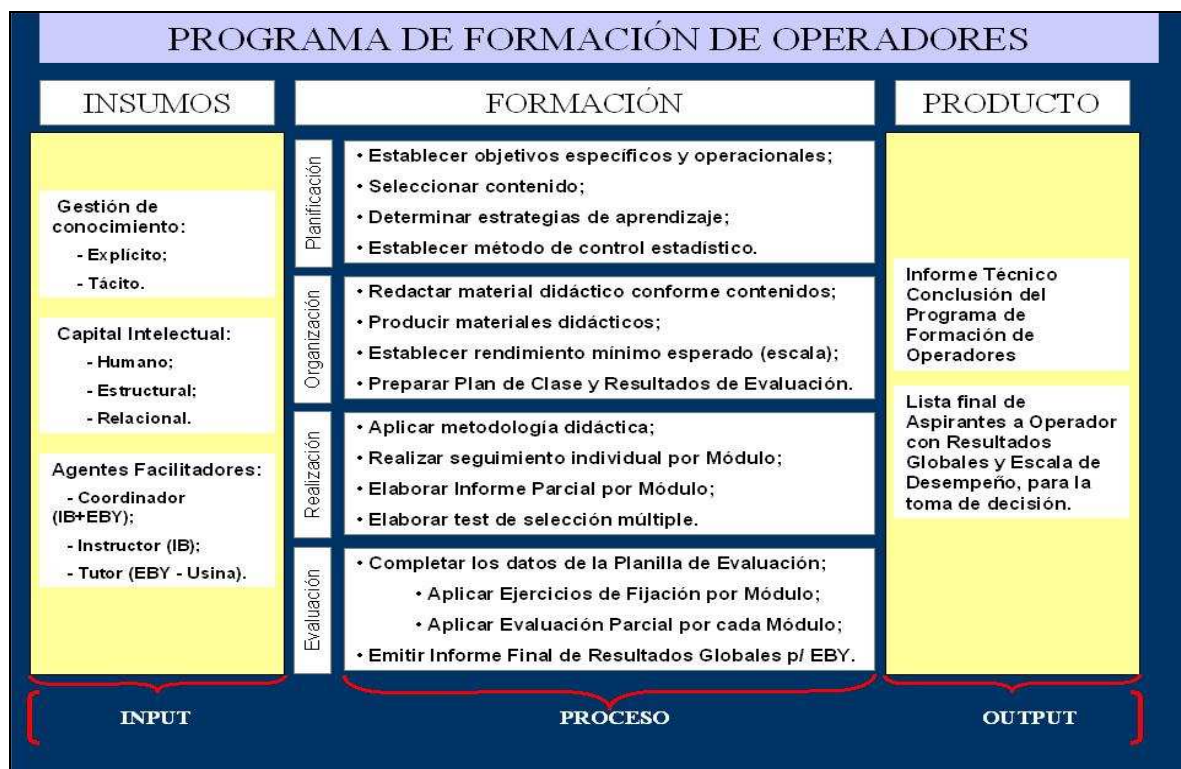 PROGRAMA DE FORMACIÓN DE OPERADORES
INSUMOS
Gestión de
conocimiento:
- Explícito;
- Tácito.
Capital Intelectual:
- Humano;
- Estructural;
- Relacional.
Agentes Facilitadores:
- Coordinador
(IB+EBY);
- Instructor (IB);
- Tutor (EBY - Usina).
INPUT
FORMACIÓN
Planificación
• Establecer objetivos específicos y operacionales;
• Seleccionar contenido;
• Determinar estrategias de aprendizaje;
• Establecer método de control estadístico.
Organización
• Redactar material didáctico conforme contenidos;
• Producir materiales didácticos;
• Establecer rendimiento mínimo esperado (escala);
• Preparar Plan de Clase y Resultados de Evaluación.
Realización
• Aplicar metodología didáctica;
• Realizar seguimiento individual por Módulo;
• Elaborar Informe Parcial por Módulo;
• Elaborar test de selección múltiple.
Evaluación
• Completar los datos de la Planilla de Evaluación;
• Aplicar Ejercicios de Fijación por Módulo;
• Aplicar Evaluación Parcial por cada Módulo;
• Emitir Informe Final de Resultados Globales p/ EBY.
PROCESO
PRODUCTO
Informe Técnico
Conclusión del
Programa de
Formación de
Operadores
Lista final de
Aspirantes a Operador
con Resultados
Globales y Escala de
Desempeño, para la
toma de decisión.
OUTPUT